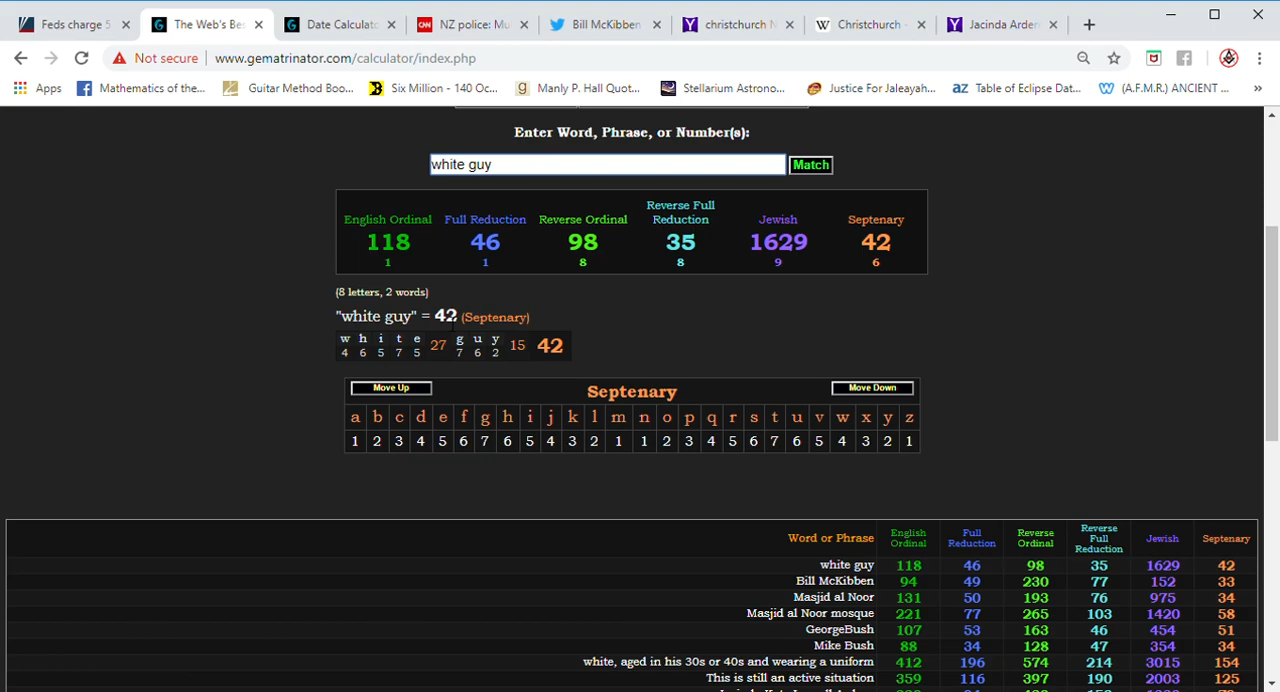 Feds charge 5
The Web's Bes
Date Calculato
NZ police: Mu
Bill McKibben
christchurch N
Christchurch -
Jacinda Ardern
Not secure
www.gematrinator.com/calculator/index.php
Apps
Mathematics of the...
Guitar Method Boo...
Six Million - 140 Oc...
Manly P. Hall Quot...
Stellarium Astrono...
Justice For Jaleayah...
az Table of Eclipse Dat...
(A.F.M.R.) ANCIENT ...
»
Enter Word, Phrase, or Number(s):
white guy
Match
English Ordinal Full Reduction Reverse Ordinal Reverse Full Reduction Jewish Septenary
118 46 98 35 1629 42
1 1 8 8 9 6
(8 letters, 2 words)
"white guy" = 42 (Septenary)
w h i t e 27 g u y 15 42
4 6 5 7 5 7 6 2
Move Up Septenary Move Down
a b c d e f g h i j k l m n o p q r s t u v w x y z
1 2 3 4 5 6 7 6 5 4 3 2 1 1 2 3 4 5 6 7 6 5 4 3 2 1
Word or Phrase English Ordinal Full Reduction Reverse Ordinal Reverse Full Reduction Jewish Septenary
white guy 118 46 98 35 1629 42
Bill McKibben 94 49 230 77 152 33
Masjid al Noor 131 50 193 76 975 34
Masjid al Noor mosque 221 77 265 103 1420 58
GeorgeBush 107 53 163 46 454 51
Mike Bush 88 34 128 47 354 34
white, aged in his 30s or 40s and wearing a uniform 412 196 574 214 3015 154
This is still an active situation 359 116 397 190 2003 125